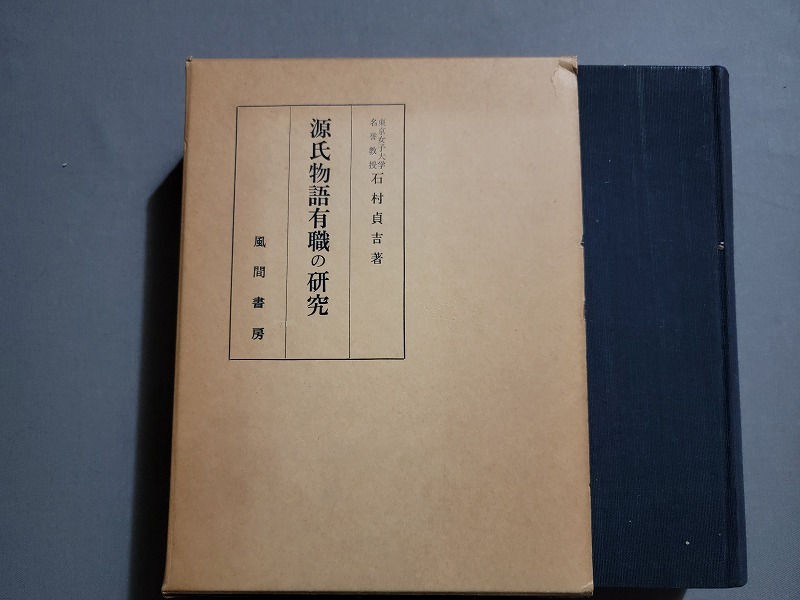 東京女子大学
名誉教授
石村貞吉著
源氏物語有職の研究
風間書房